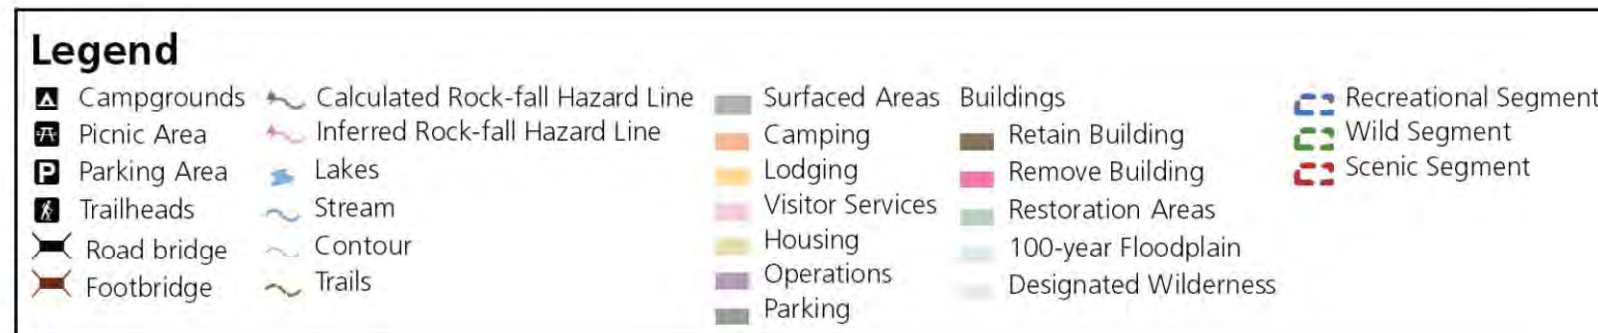 Legend
Campgrounds
Picnic Area
P Parking Area
Trailheads
Road bridge
Footbridge
Calculated Rock-fall Hazard Line
Inferred Rock-fall Hazard Line
Lakes
Stream
Contour
Trails
Surfaced Areas
Camping
Lodging
Visitor Services
Housing
Operations
Parking
Buildings
Retain Building
Remove Building
Restoration Areas
100-year Floodplain
Designated Wilderness
Recreational Segment
Wild Segment
Scenic Segment